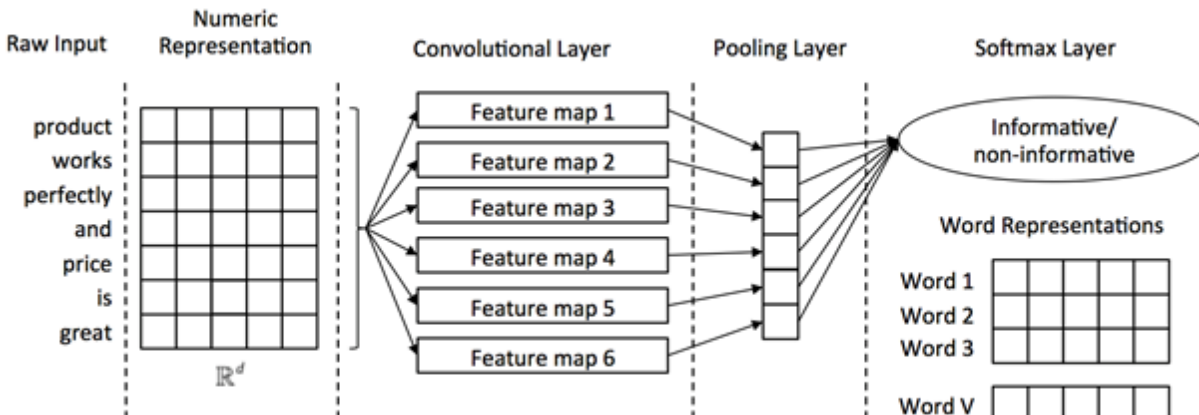 Raw Input
Numeric
Representation
Convolutional Layer
Pooling Layer
Softmax Layer
product
works
perfectly
and
price
is
great
ℝᵈ
Feature map 1
Feature map 2
Feature map 3
Feature map 4
Feature map 5
Feature map 6
Informative/
non-informative
Word Representations
Word 1
Word 2
Word 3
Word V